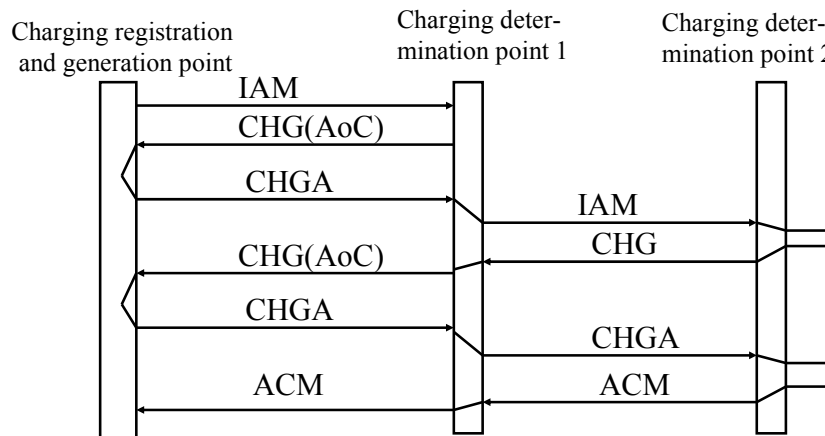 Charging registration
and generation point
Charging deter-
mination point 1
Charging deter-
mination point 2
IAM
CHG(AoC)
CHGA
IAM
CHG
CHG(AoC)
CHGA
CHGA
ACM
ACM